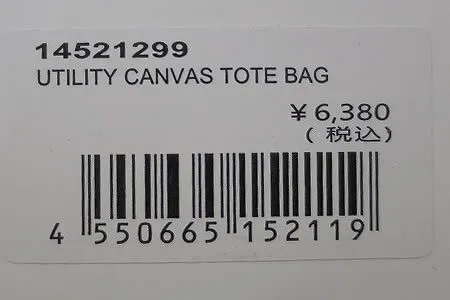 14521299
UTILITY CANVAS TOTE BAG
¥ 6,380
( 税込)
4 550665 152119